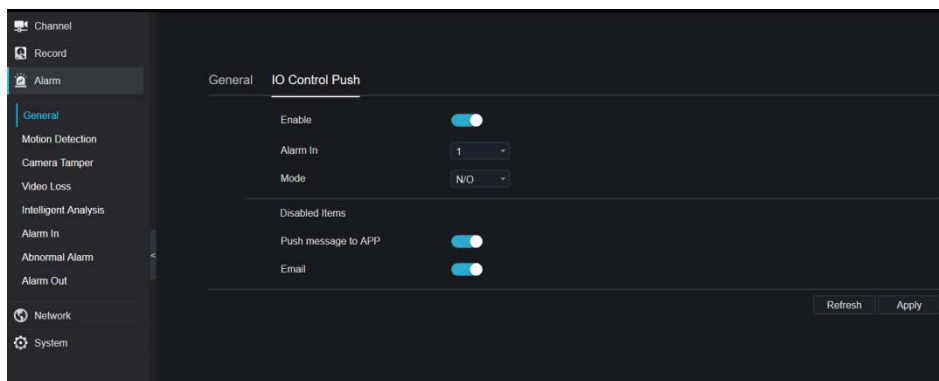 Channel
Record
Alarm
General
Motion Detection
Camera Tamper
Video Loss
Intelligent Analysis
Alarm In
Abnormal Alarm
Alarm Out
Network
System
General IO Control Push
Enable
Alarm In 1
Mode N/O
Disabled Items
Push message to APP
Email
Refresh Apply